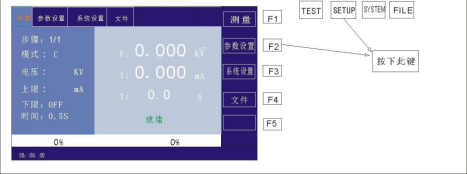 测量 参数设置 系统设置 文件
步骤：1/1
模式：C
电压： KV
上限： mA
下限：OFF
时间：0.5S
V: 0.000 kV
I: 0.000 mA
T: 0.0 S
就绪
0% 0%
测量 F1
参数设置 F2
系统设置 F3
文件 F4
F5
TEST SETUP SYSTEM FILE
按下此键